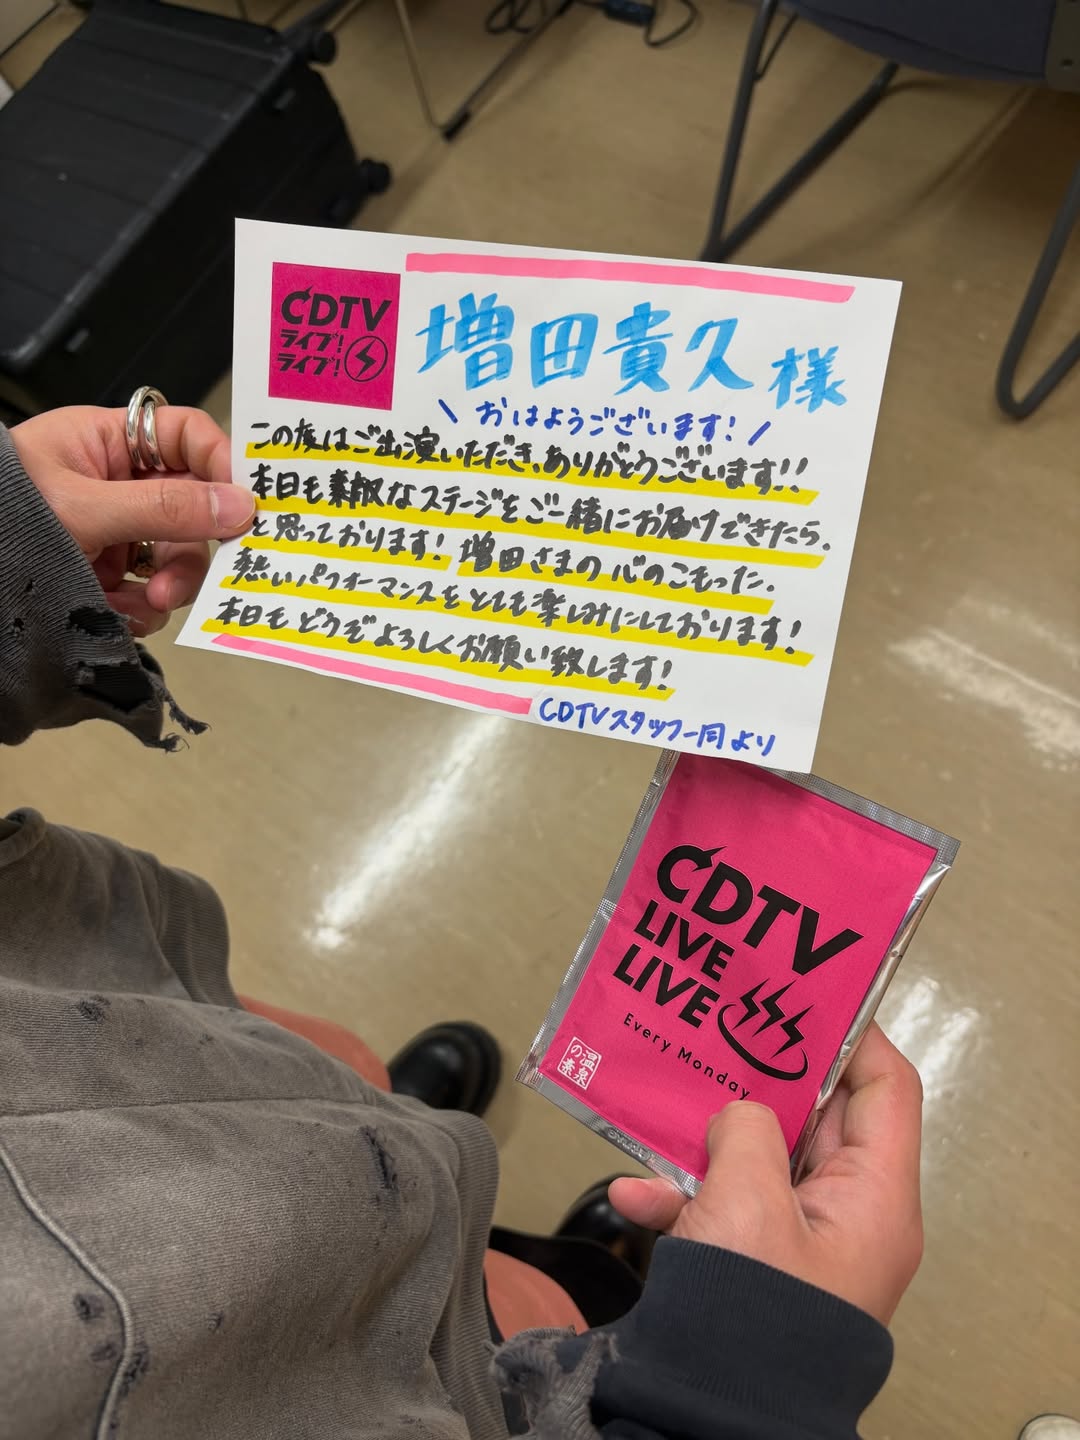 CDTV
ライブ!
ライブ!
増田貴久 様
\ おはようございます! /
この度はご出演いただき、ありがとうございます!!
本日も素敵なステージをご一緒にお届けできたら、
と思っております! 増田さまの 心のこもった、
熱いパフォーマンスをとても楽しみにしております!
本日もどうぞよろしくお願い致します!
CDTVスタッフ一同より
CDTV
LIVE
LIVE
Every Monday
温泉
の素